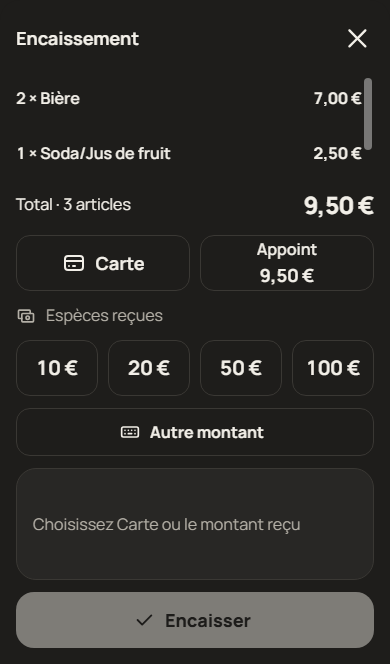 Encaissement
2 × Bière 7,00 €
1 × Soda/Jus de fruit 2,50 €
Total · 3 articles 9,50 €
Carte
Appoint
9,50 €
Espèces reçues
10 € 20 € 50 € 100 €
Autre montant
Choisissez Carte ou le montant reçu
Encaisser